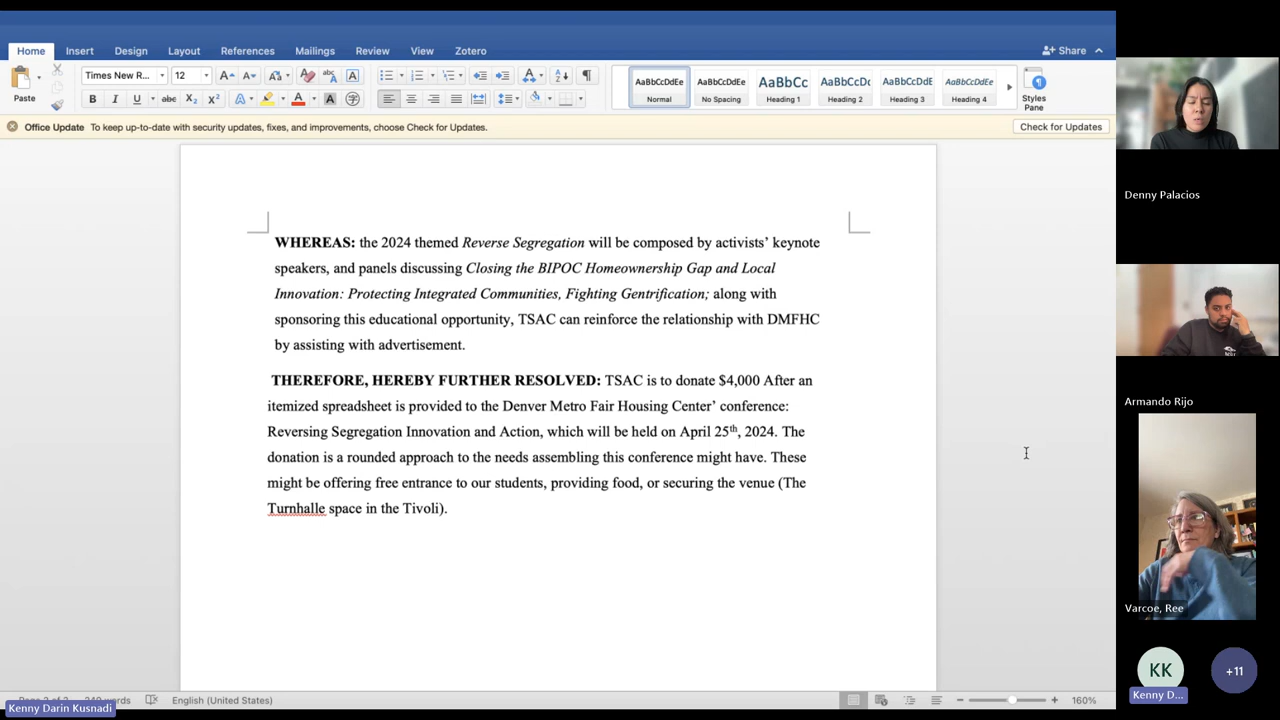 Home Insert Design Layout References Mailings Review View Zotero Share
Times New R... 12
Paste
AaBbCcDdEe AaBbCcDdEe AaBbCc AaBbCcDc AaBbCcDdE AaBbCcDdEe
Normal No Spacing Heading 1 Heading 2 Heading 3 Heading 4 Styles Pane
Office Update To keep up-to-date with security updates, fixes, and improvements, choose Check for Updates. Check for Updates
WHEREAS: the 2024 themed Reverse Segregation will be composed by activists’ keynote
speakers, and panels discussing Closing the BIPOC Homeownership Gap and Local
Innovation: Protecting Integrated Communities, Fighting Gentrification; along with
sponsoring this educational opportunity, TSAC can reinforce the relationship with DMFHC
by assisting with advertisement.
THEREFORE, HEREBY FURTHER RESOLVED: TSAC is to donate $4,000 After an
itemized spreadsheet is provided to the Denver Metro Fair Housing Center’ conference:
Reversing Segregation Innovation and Action, which will be held on April 25th, 2024. The
donation is a rounded approach to the needs assembling this conference might have. These
might be offering free entrance to our students, providing food, or securing the venue (The
Turnhalle space in the Tivoli).
English (United States) 160%
Kenny Darin Kusnadi
Denny Palacios
Armando Rijo
Varcoe, Ree
KK
Kenny D...
+11